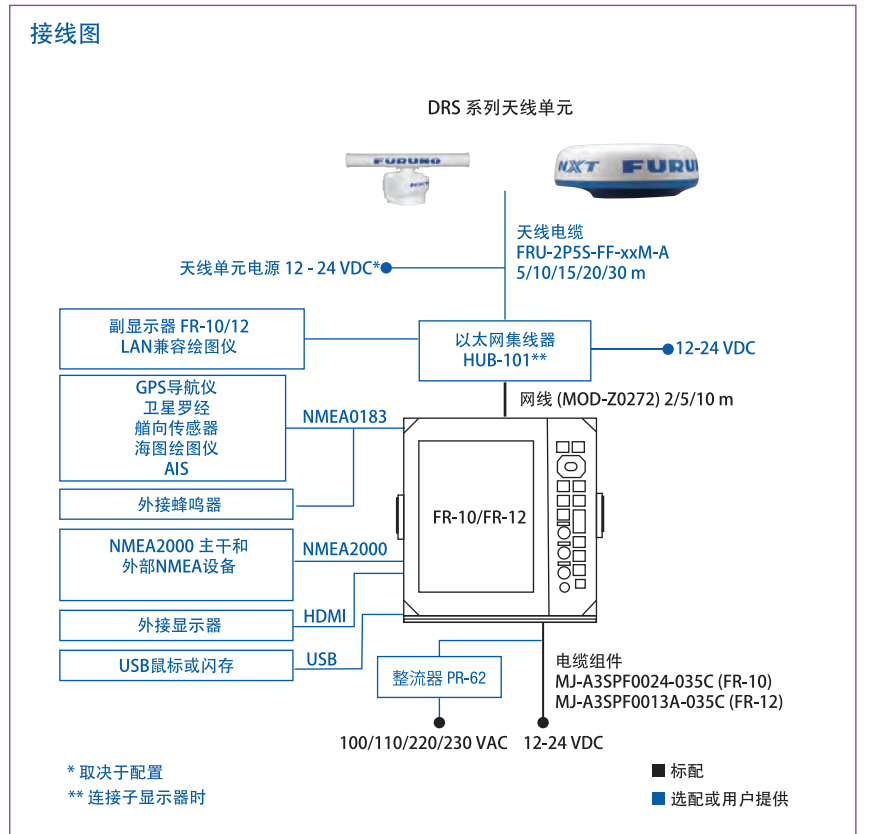 接线图
DRS 系列天线单元
FURUNO
NXT
NXT FURU
天线电缆
FRU-2P5S-FF-xxM-A
5/10/15/20/30 m
天线单元电源 12 - 24 VDC*
副显示器 FR-10/12
LAN兼容绘图仪
以太网集线器
HUB-101**
12-24 VDC
网线 (MOD-Z0272) 2/5/10 m
GPS导航仪
卫星罗经
艏向传感器
海图绘图仪
AIS
NMEA0183
外接蜂鸣器
FR-10/FR-12
NMEA2000 主干和
外部NMEA设备
NMEA2000
外接显示器
HDMI
USB鼠标或闪存
USB
整流器 PR-62
电缆组件
MJ-A3SPF0024-035C (FR-10)
MJ-A3SPF0013A-035C (FR-12)
100/110/220/230 VAC
12-24 VDC
* 取决于配置
** 连接子显示器时
标配
选配或用户提供